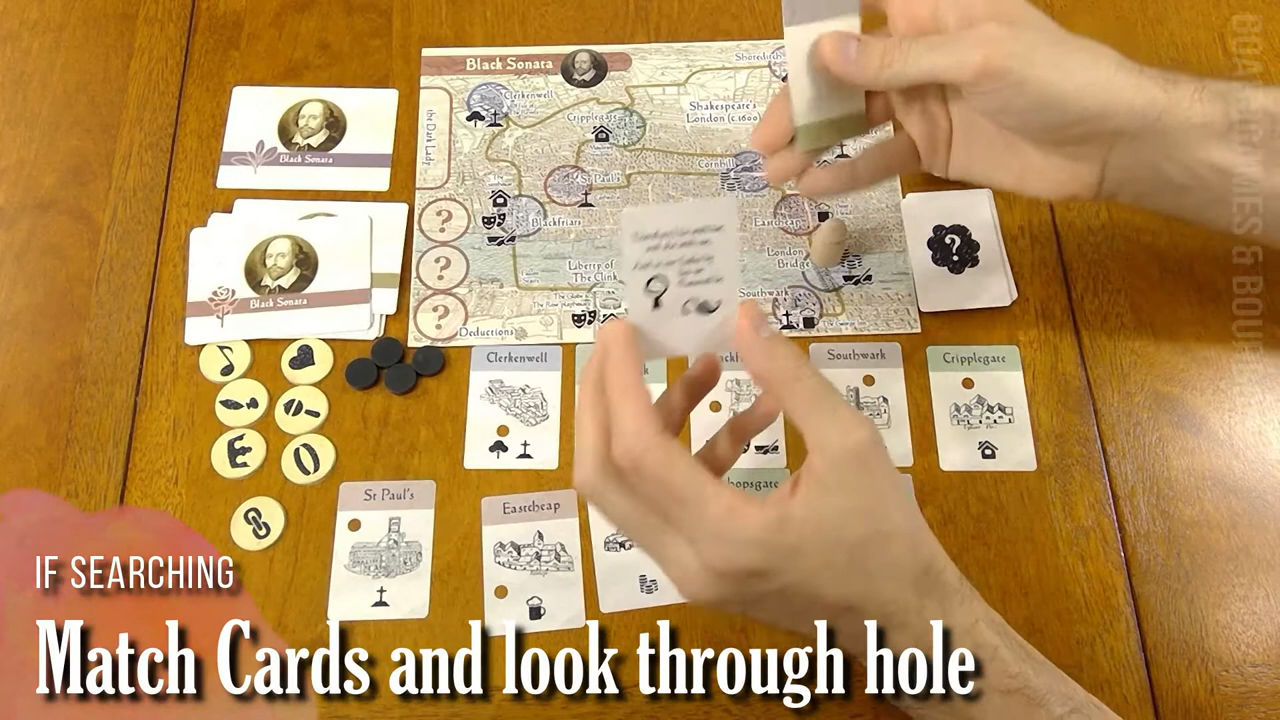 Black Sonata
Shoreditch
Clerkenwell
Cripplegate
Shakespeare's
London (c.1600)
the Dark Lady
Black Sonata
Cornhill
St Paul's
Blackfriars
Eastcheap
London
Bridge
Liberty of
The Clink
Southwark
Black Sonata
Deductions
Clerkenwell
Southwark
Cripplegate
St Paul's
Eastcheap
IF SEARCHING
Match Cards and look through hole